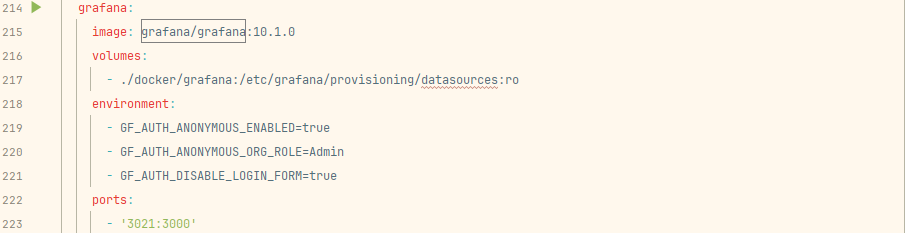 214 grafana:
215 image: grafana/grafana:10.1.0
216 volumes:
217 - ./docker/grafana:/etc/grafana/provisioning/datasources:ro
218 environment:
219 - GF_AUTH_ANONYMOUS_ENABLED=true
220 - GF_AUTH_ANONYMOUS_ORG_ROLE=Admin
221 - GF_AUTH_DISABLE_LOGIN_FORM=true
222 ports:
223 - '3021:3000'